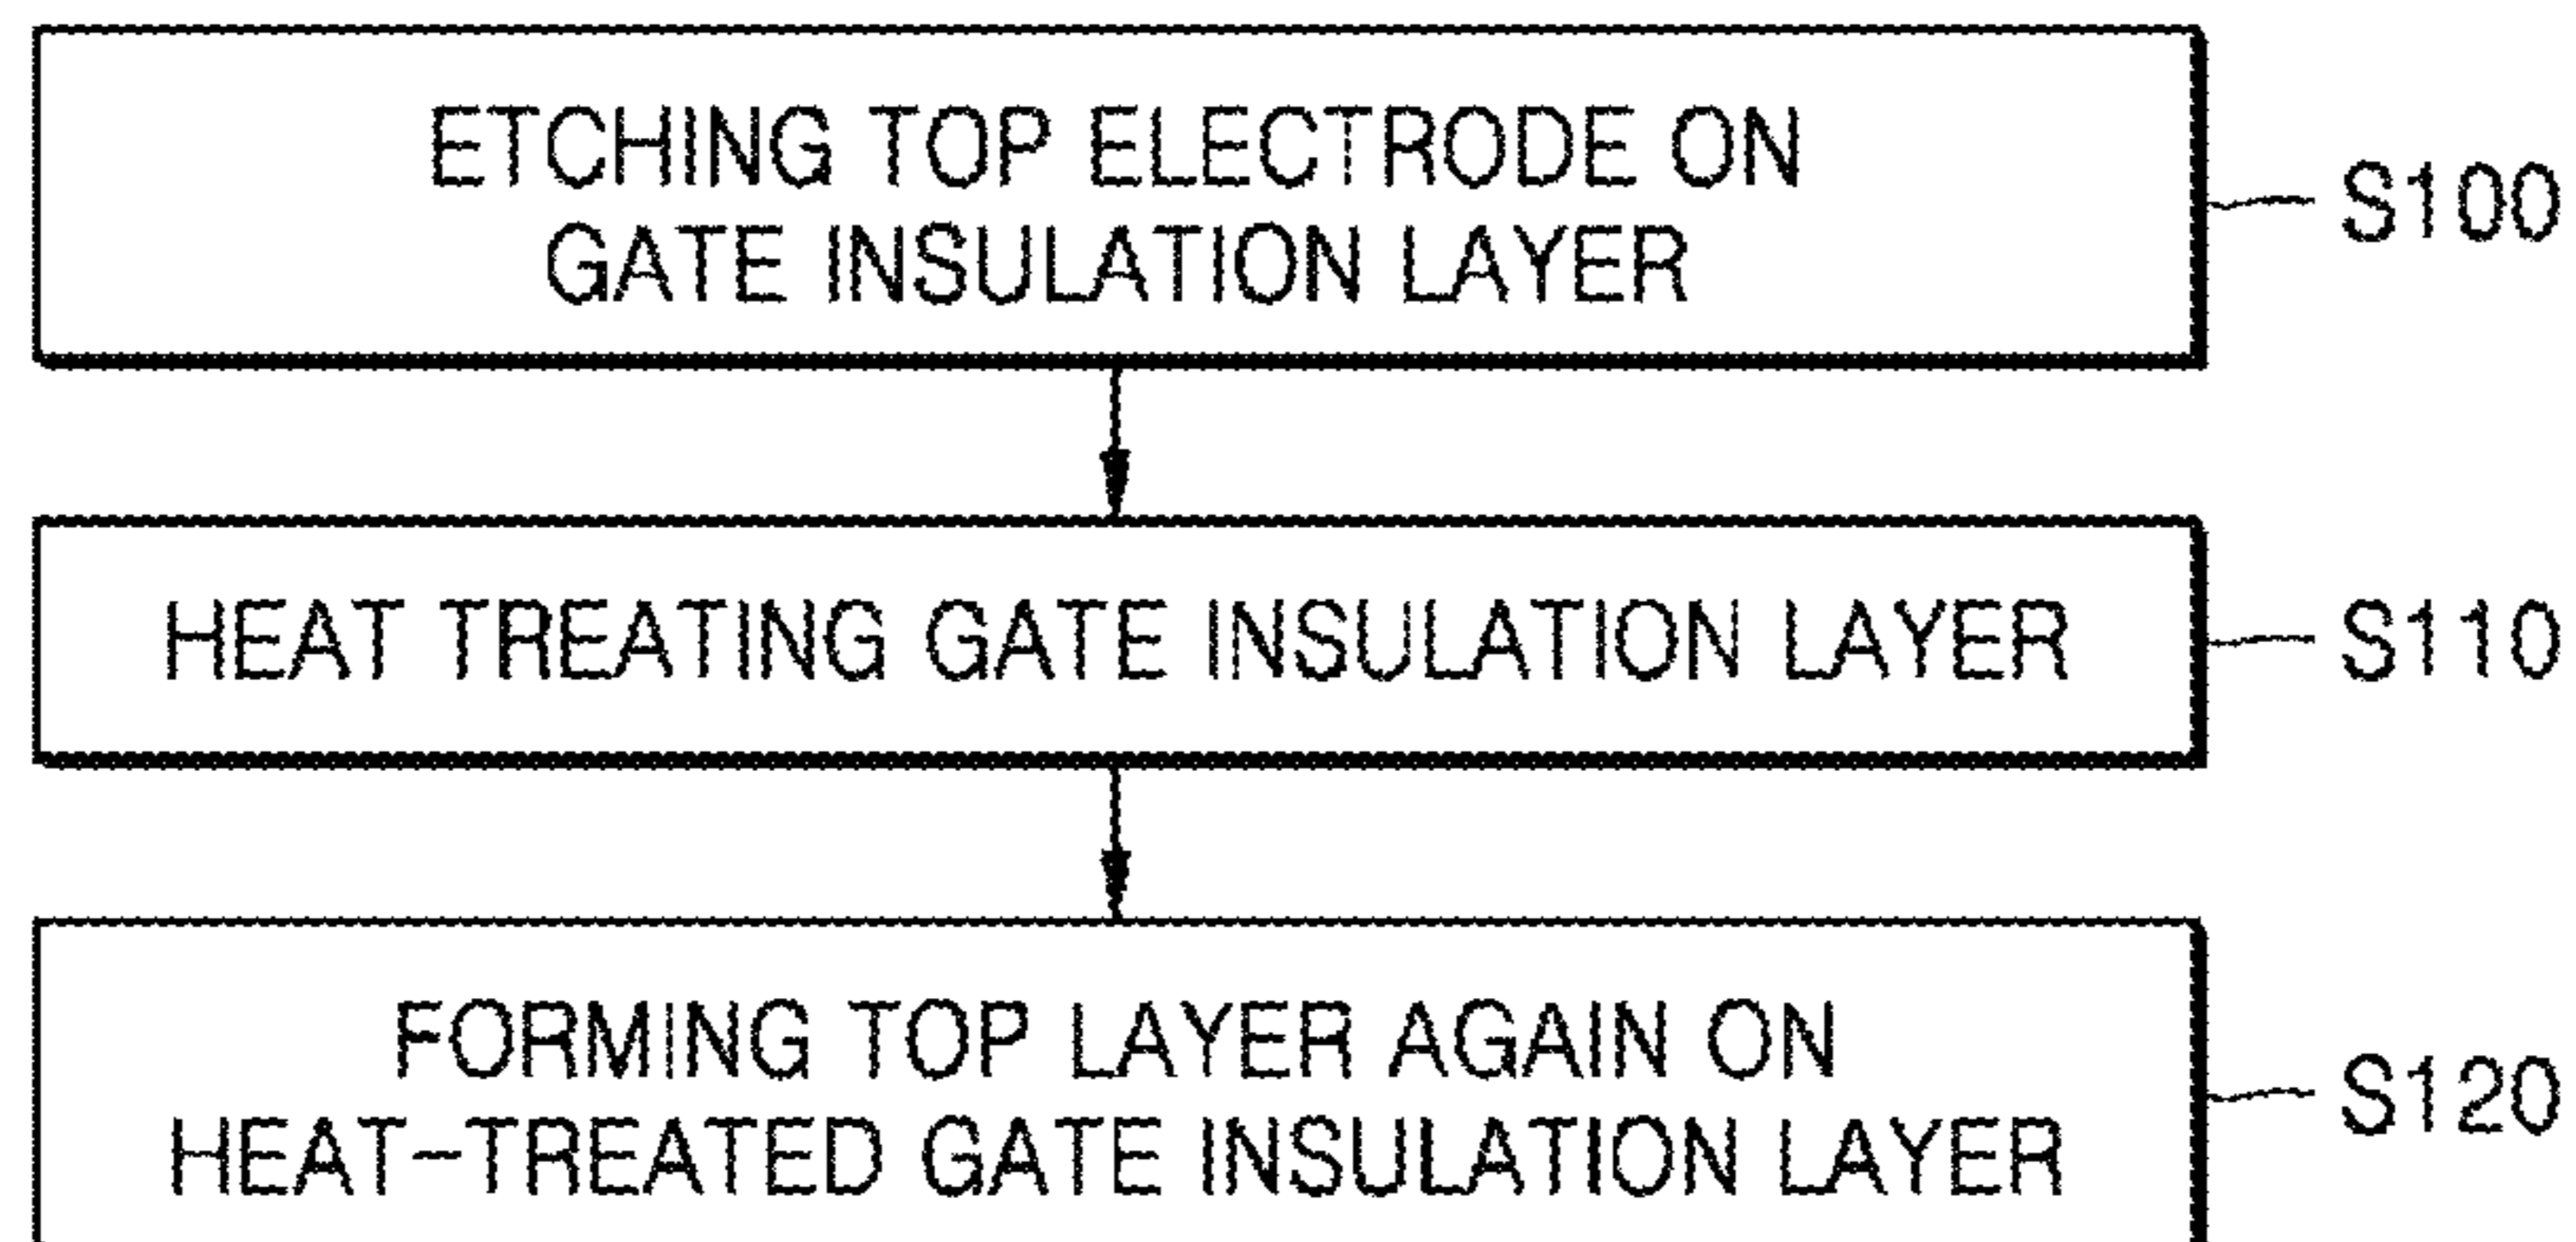 ETCHING TOP ELECTRODE ON
GATE INSULATION LAYER
S100
HEAT TREATING GATE INSULATION LAYER
S110
FORMING TOP LAYER AGAIN ON
HEAT-TREATED GATE INSULATION LAYER
S120